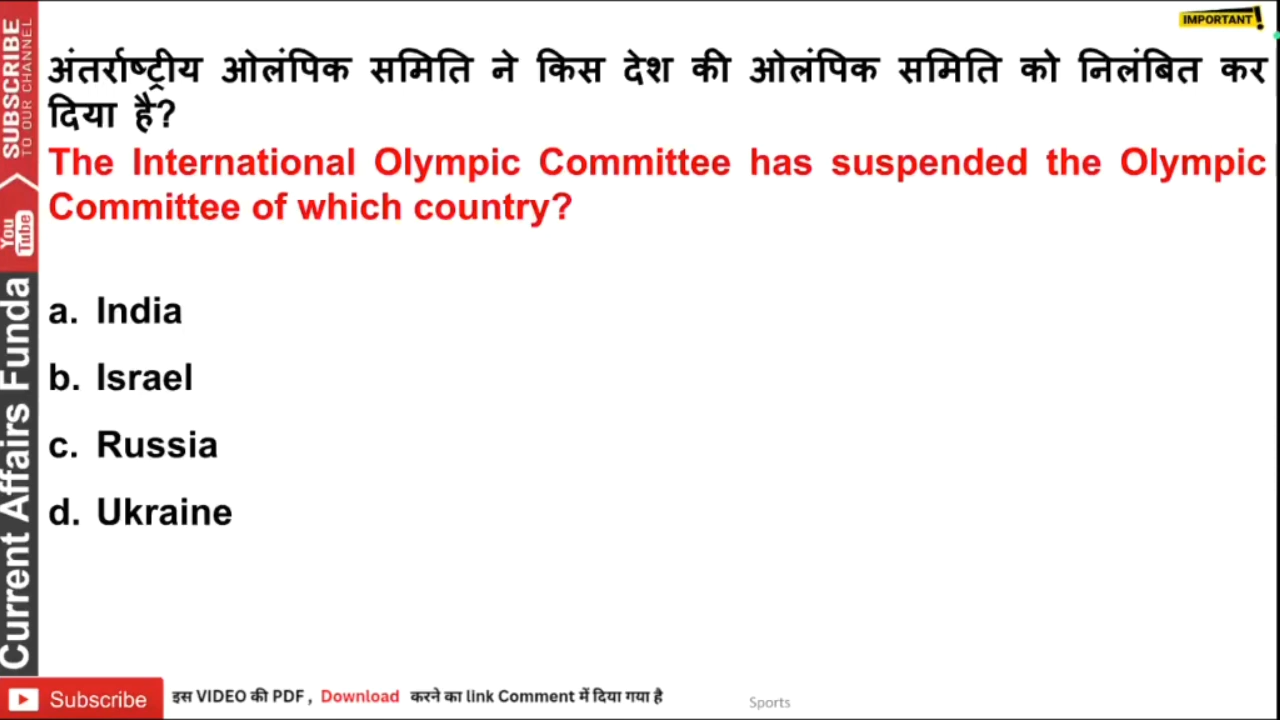 IMPORTANT!
अंतर्राष्ट्रीय ओलंपिक समिति ने किस देश की ओलंपिक समिति को निलंबित कर
दिया है?
The International Olympic Committee has suspended the Olympic
Committee of which country?
a. India
b. Israel
c. Russia
d. Ukraine
SUBSCRIBE
TO OUR CHANNEL
You
Tube
Current Affairs Funda
Subscribe
इस VIDEO की PDF , Download करने का link Comment में दिया गया है
Sports